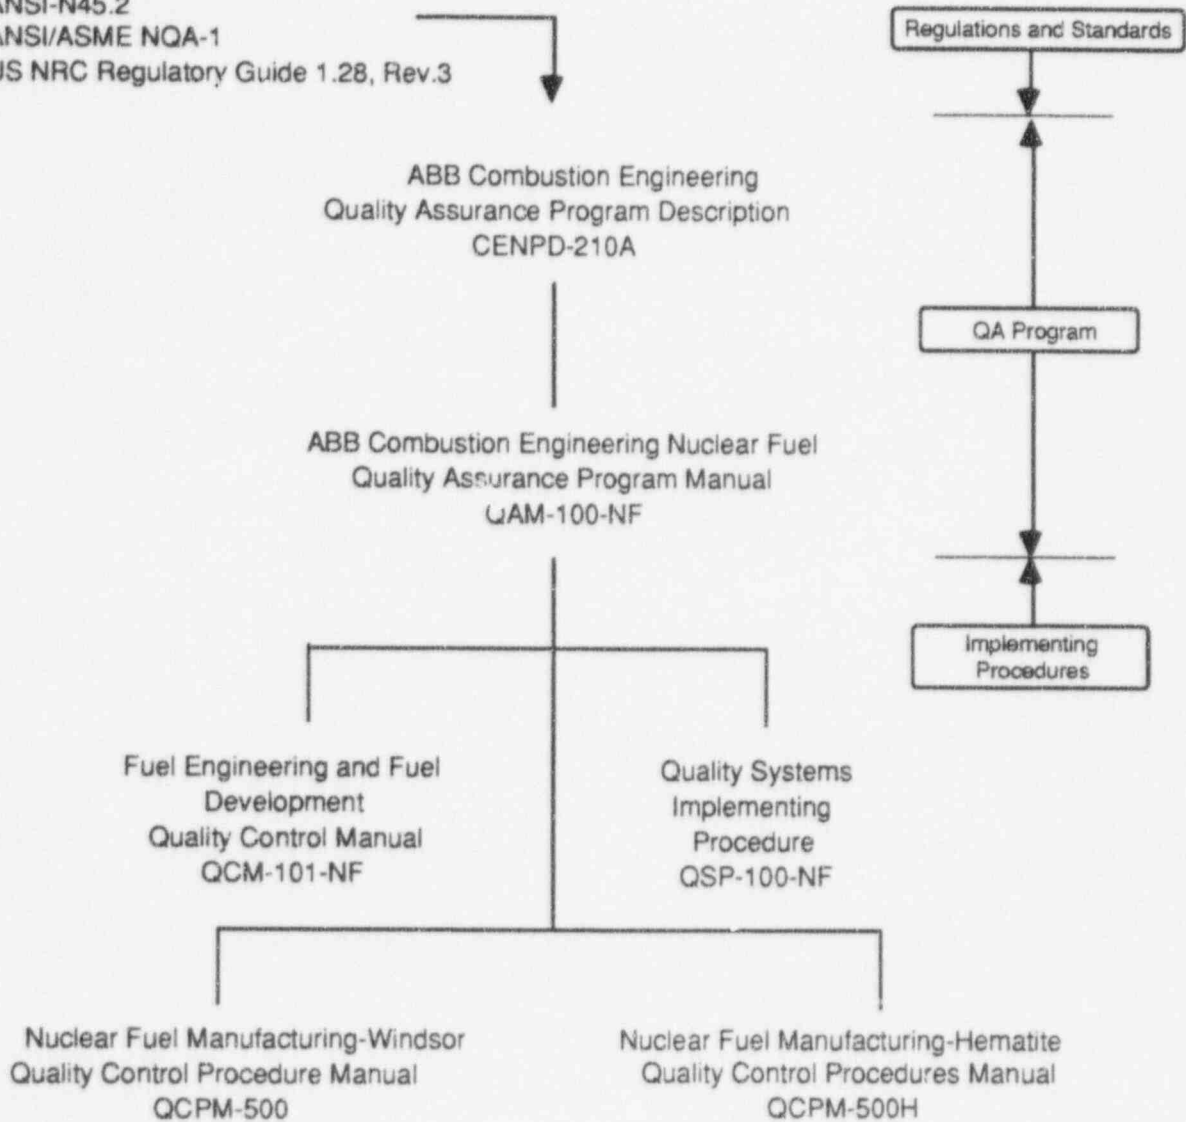 ANSI-N45.2
ANSI/ASME NQA-1
US NRC Regulatory Guide 1.28, Rev.3
Regulations and Standards
ABB Combustion Engineering
Quality Assurance Program Description
CENPD-210A
QA Program
ABB Combustion Engineering Nuclear Fuel
Quality Assurance Program Manual
QAM-100-NF
Implementing
Procedures
Fuel Engineering and Fuel
Development
Quality Control Manual
QCM-101-NF
Quality Systems
Implementing
Procedure
QSP-100-NF
Nuclear Fuel Manufacturing-Windsor
Quality Control Procedure Manual
QCPM-500
Nuclear Fuel Manufacturing-Hematite
Quality Control Procedures Manual
QCPM-500H